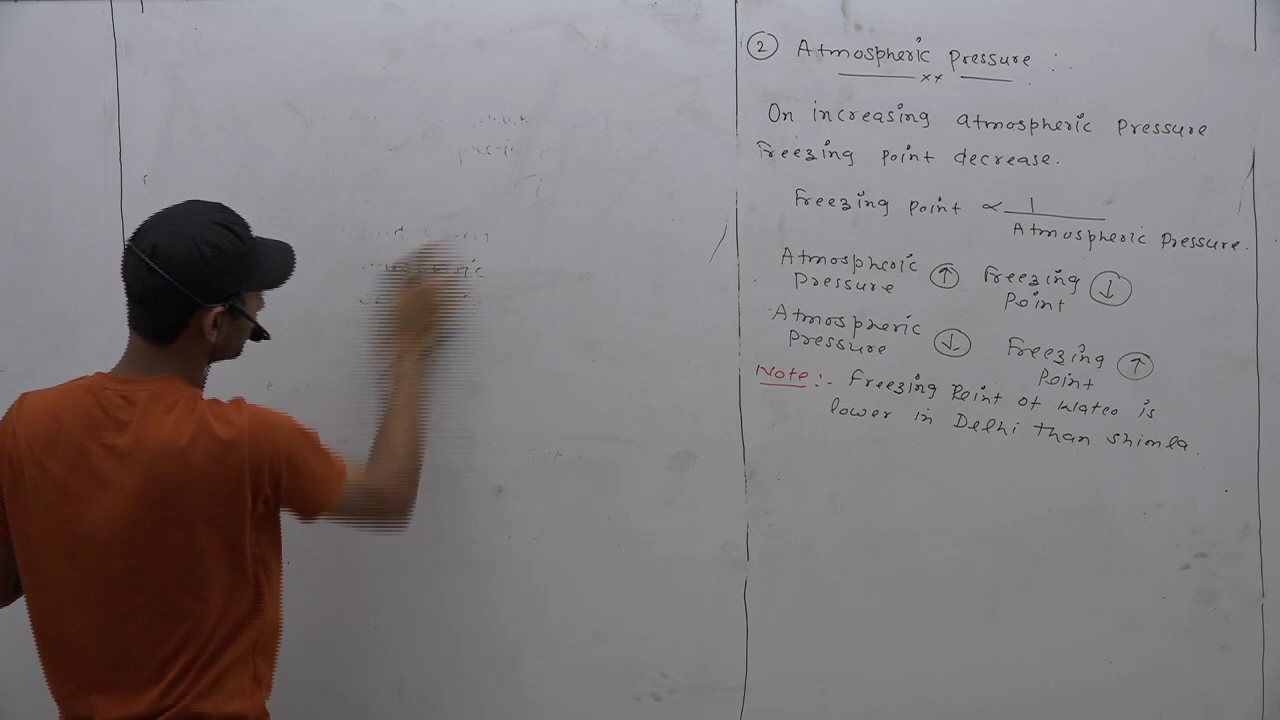 2 Atmospheric Pressure :.
On increasing atmospheric pressure
Freezing point decrease.
Freezing point ∝ 1
Atmospheric Pressure.
Atmospheric Pressure ↑ Freezing Point ↓
Atmospheric Pressure ↓ Freezing Point ↑
Note :- Freezing Point of water is
lower in Delhi than shimla.